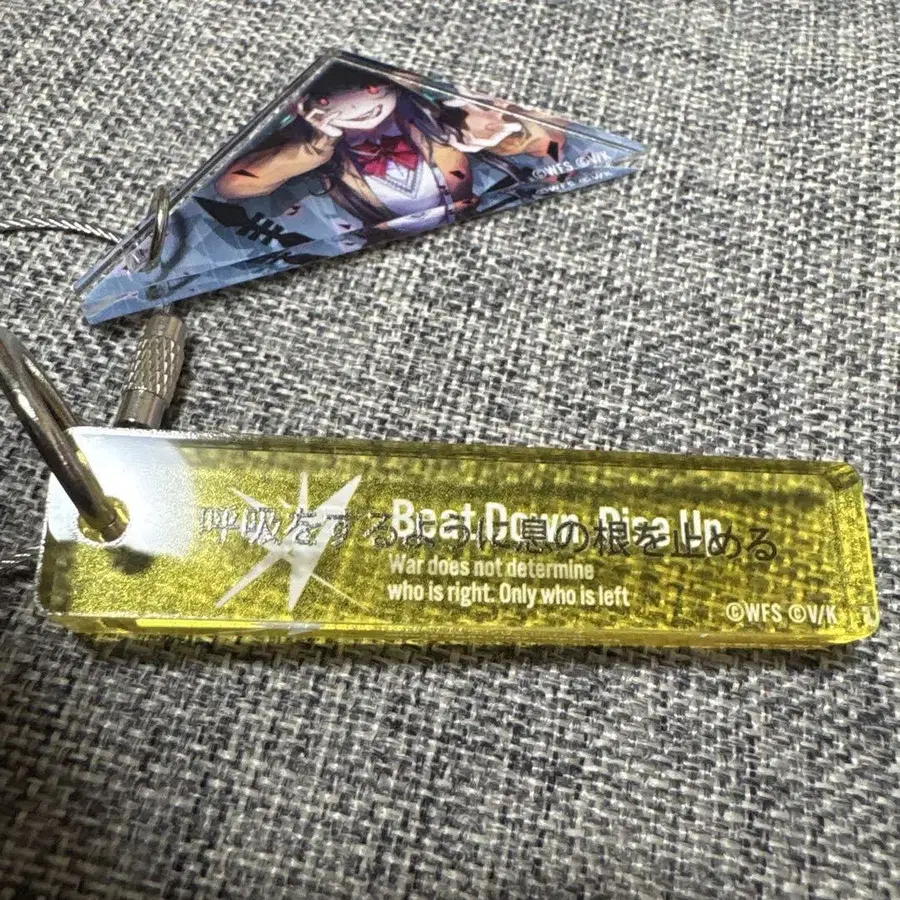 ©WFS ©V/K
©WFS ©V/K
Beat Down, Rise Up
呼吸をするように息の根を止める
War does not determine
who is right. Only who is left
©WFS ©V/K